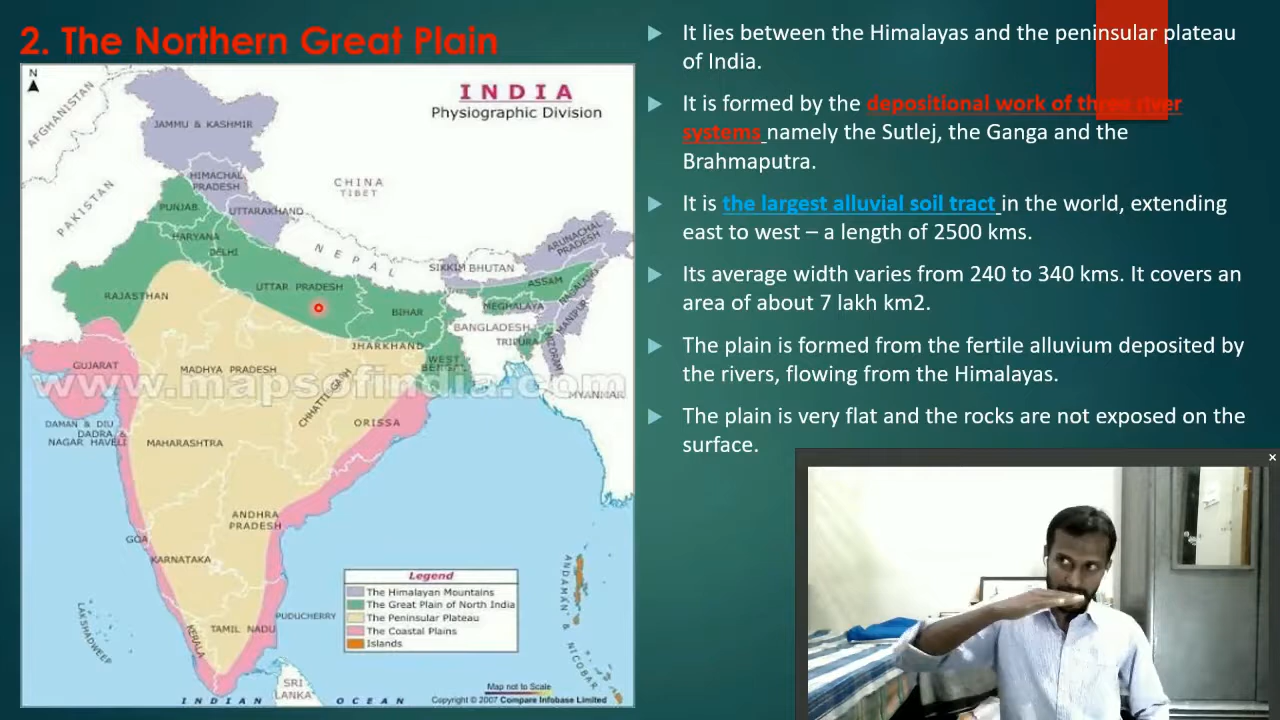 2. The Northern Great Plain
N
INDIA
Physiographic Division
AFGHANISTAN
PAKISTAN
JAMMU & KASHMIR
HIMACHAL
PRADESH
CHINA
TIBET
PUNJAB
UTTARAKHAND
HARYANA
DELHI
NEPAL
ARUNACHAL
PRADESH
SIKKIM BHUTAN
RAJASTHAN
UTTAR PRADESH
ASSAM
NAGALAND
BIHAR
MEGHALAYA
MANIPUR
BANGLADESH
JHARKHAND
TRIPURA
MIZORAM
WEST
BENGAL
GUJARAT
MADHYA PRADESH
www.mapsofindia.com
CHHATTISGARH
MYANMAR
DAMAN & DIU
DADRA &
NAGAR HAVELI
MAHARASHTRA
ORISSA
ANDHRA
PRADESH
GOA
KARNATAKA
Legend
The Himalayan Mountains
The Great Plain of North India
The Peninsular Plateau
The Coastal Plains
Islands
PUDUCHERRY
LAKSHADWEEP
KERALA
TAMIL NADU
ANDAMAN & NICOBAR
SRI
LANKA
INDIAN OCEAN
Map not to Scale
Copyright © 2007 Compare Infobase Limited
It lies between the Himalayas and the peninsular plateau
of India.
It is formed by the depositional work of three river
systems namely the Sutlej, the Ganga and the
Brahmaputra.
It is the largest alluvial soil tract in the world, extending
east to west – a length of 2500 kms.
Its average width varies from 240 to 340 kms. It covers an
area of about 7 lakh km2.
The plain is formed from the fertile alluvium deposited by
the rivers, flowing from the Himalayas.
The plain is very flat and the rocks are not exposed on the
surface.